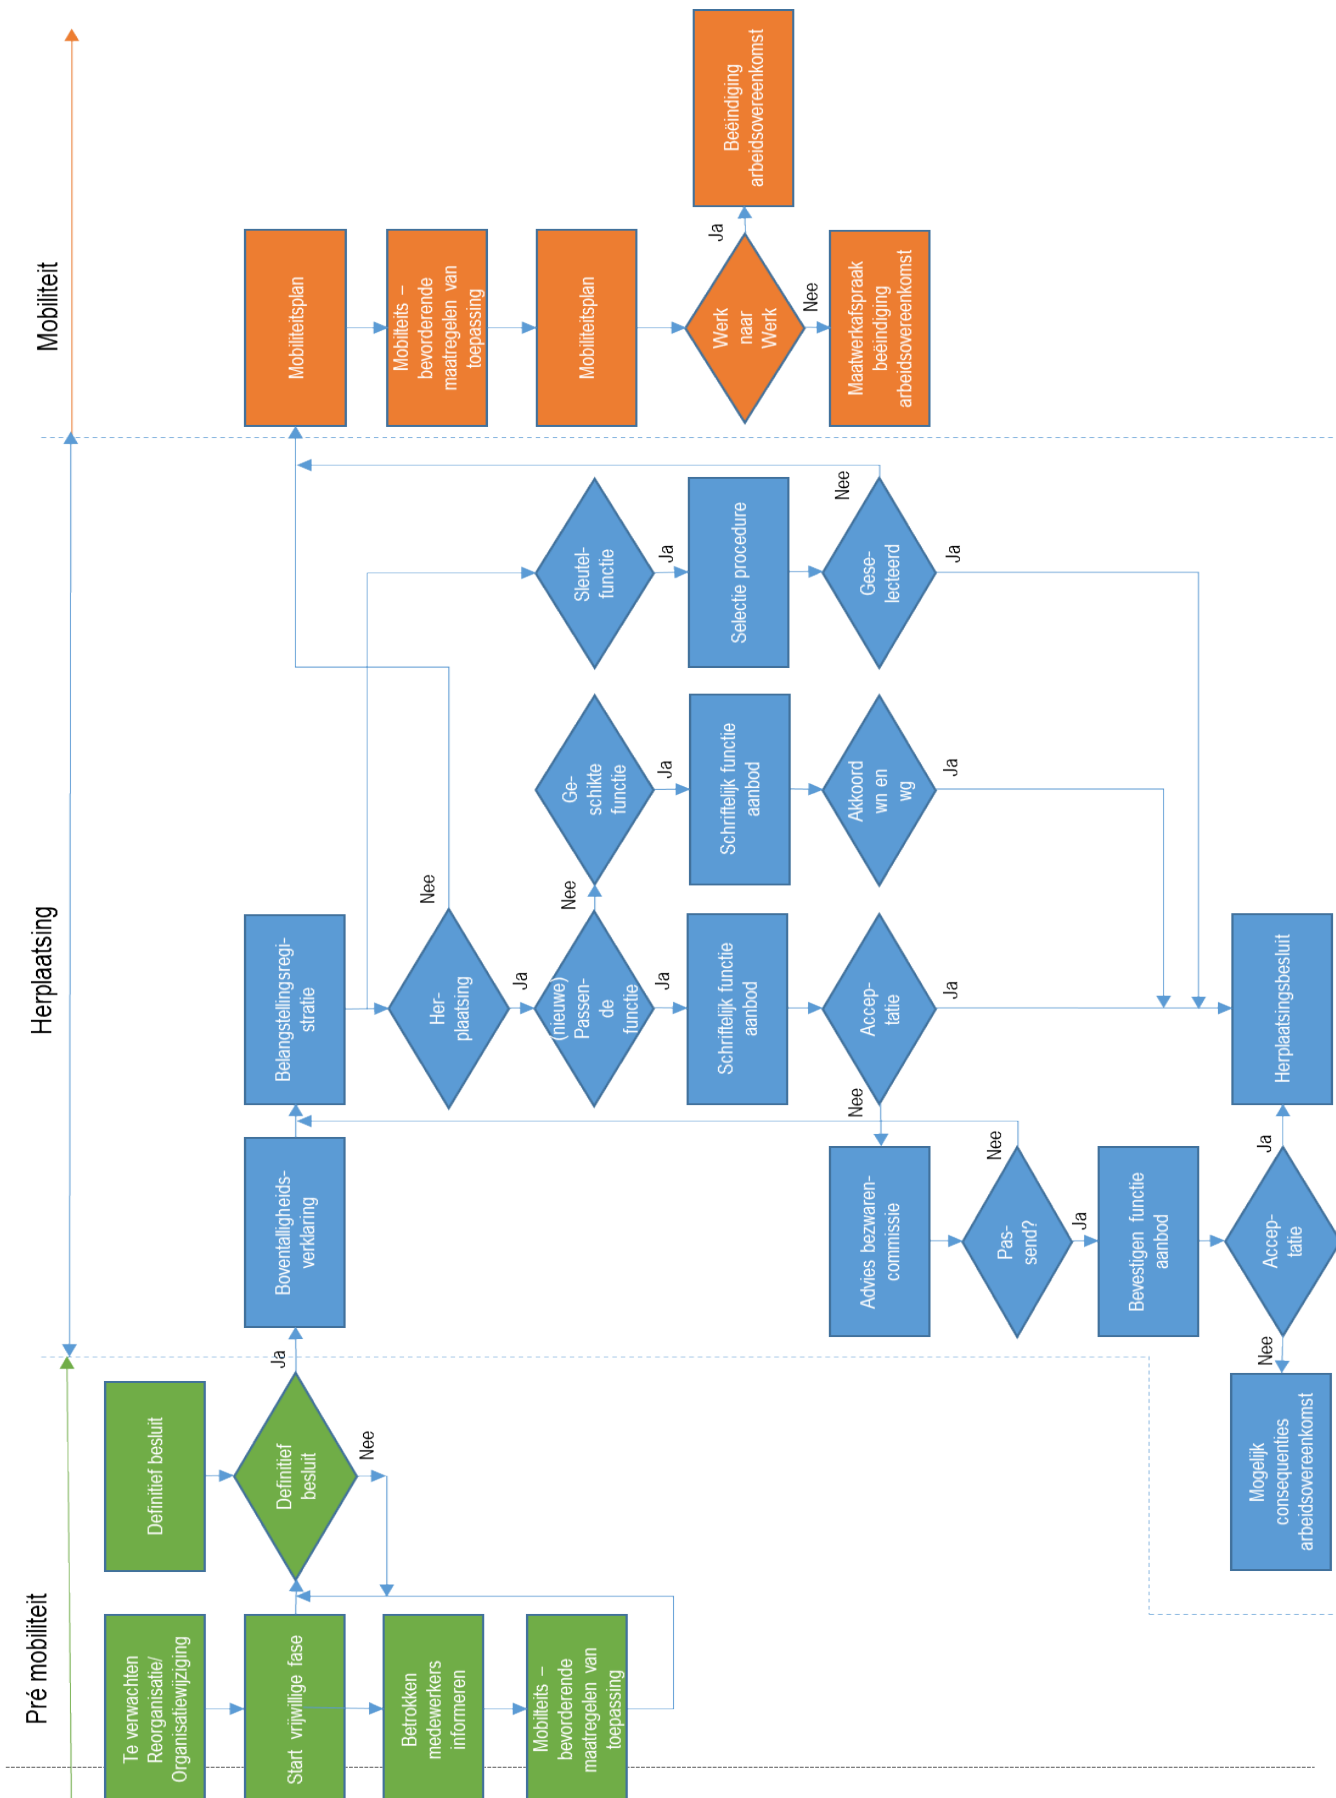 Pré mobiliteit
Herplaatsing
Mobiliteit
Te verwachten
Reorganisatie/
Organisatiewijziging
Start vrijwillige fase
Betrokken
medewerkers
informeren
Mobilteits –
bevorderende
maatregelen van
toepassing
Definitief besluit
Definitief
besluit
Ja
Nee
Boventalligheids-
verklaring
Belangstellingsregi-
stratie
Her-
plaatsing
Nee
Ja
(nieuwe)
Passen-
de
functie
Nee
Ja
Schriftelijk functie
aanbod
Accep-
tatie
Nee
Ja
Advies bezwaren-
commissie
Pas-
send?
Nee
Ja
Bevestigen functie
aanbod
Accep-
tatie
Nee
Ja
Mogelijk
consequenties
arbeidsovereenkomst
Herplaatsingsbesluit
Ge-
schikte
functie
Ja
Schriftelijk functie
aanbod
Akkoord
wn en
wg
Ja
Sleutel-
functie
Ja
Selectie procedure
Gese-
lecteerd
Nee
Ja
Mobiliteitsplan
Mobilteits –
bevorderende
maatregelen van
toepassing
Mobiliteitsplan
Werk
naar
Werk
Ja
Nee
Beëindiging
arbeidsovereenkomst
Maatwerkafspraak
beëindiging
arbeidsovereenkomst